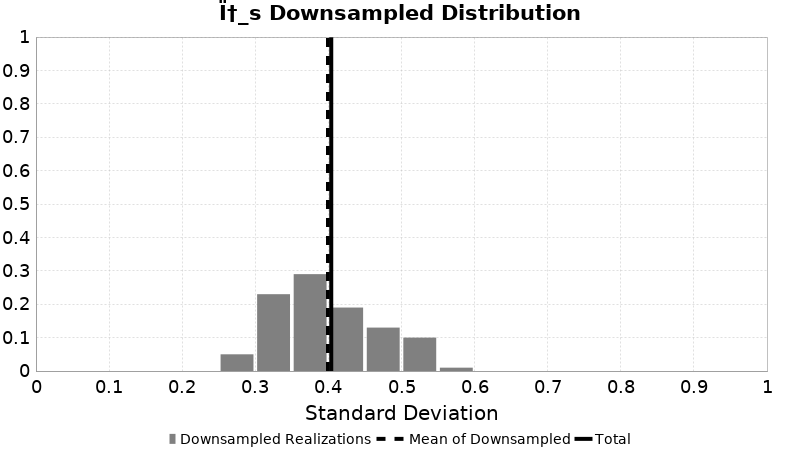 Ï†_s Downsampled Distribution
1
0.9
0.8
0.7
0.6
0.5
0.4
0.3
0.2
0.1
0
0 0.1 0.2 0.3 0.4 0.5 0.6 0.7 0.8 0.9 1
Standard Deviation
Downsampled Realizations Mean of Downsampled Total